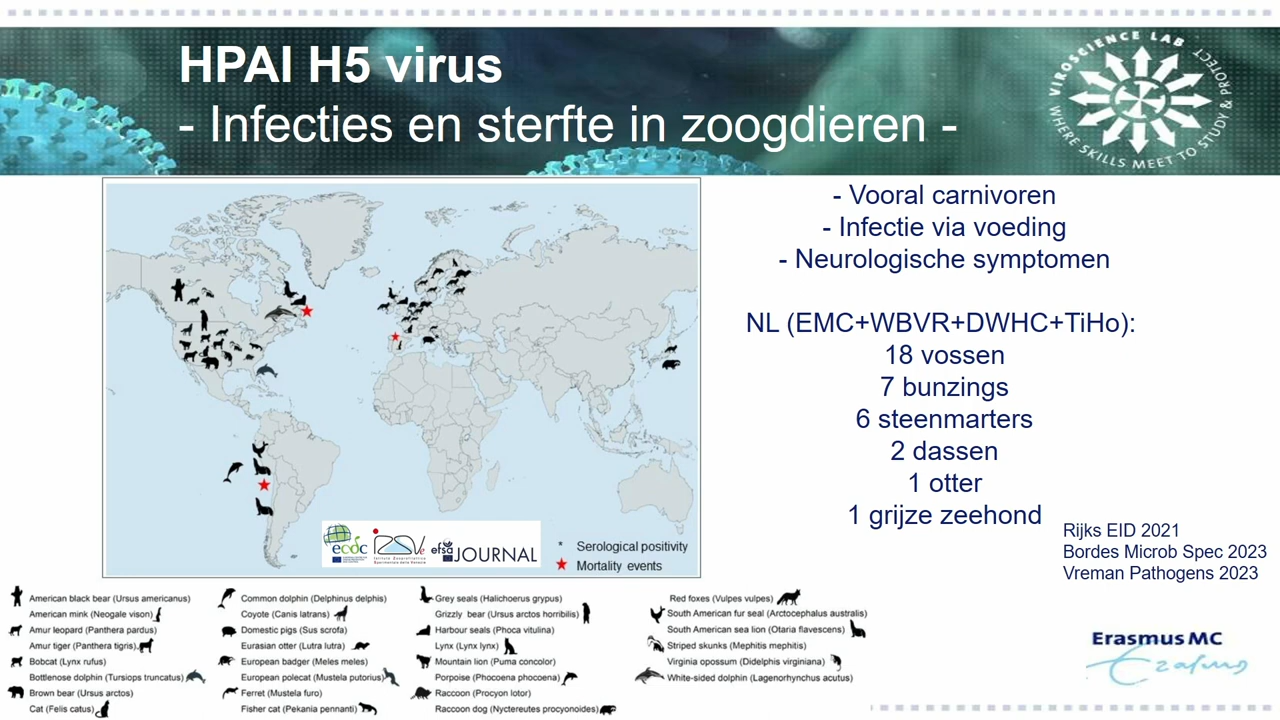 HPAI H5 virus
- Infecties en sterfte in zoogdieren -
VIROSCIENCE LAB
WHERE SKILLS MEET TO STUDY & PROTECT
- Vooral carnivoren
- Infectie via voeding
- Neurologische symptomen
NL (EMC+WBVR+DWHC+TiHo):
18 vossen
7 bunzings
6 steenmarters
2 dassen
1 otter
1 grijze zeehond
Rijks EID 2021
Bordes Microb Spec 2023
Vreman Pathogens 2023
ecdc
efsa JOURNAL
* Serological positivity
Mortality events
American black bear (Ursus americanus)
American mink (Neogale vison)
Amur leopard (Panthera pardus)
Amur tiger (Panthera tigris)
Bobcat (Lynx rufus)
Bottlenose dolphin (Tursiops truncatus)
Brown bear (Ursus arctos)
Cat (Felis catus)
Common dolphin (Delphinus delphis)
Coyote (Canis latrans)
Domestic pigs (Sus scrofa)
Eurasian otter (Lutra lutra)
European badger (Meles meles)
European polecat (Mustela putorius)
Ferret (Mustela furo)
Fisher cat (Pekania pennanti)
Grey seals (Halichoerus grypus)
Grizzly bear (Ursus arctos horribilis)
Harbour seals (Phoca vitulina)
Lynx (Lynx lynx)
Mountain lion (Puma concolor)
Porpoise (Phocoena phocoena)
Raccoon (Procyon lotor)
Raccoon dog (Nyctereutes procyonoides)
Red foxes (Vulpes vulpes)
South American fur seal (Arctocephalus australis)
South American sea lion (Otaria flavescens)
Striped skunks (Mephitis mephitis)
Virginia opossum (Didelphis virginiana)
White-sided dolphin (Lagenorhynchus acutus)
Erasmus MC
Erasmus